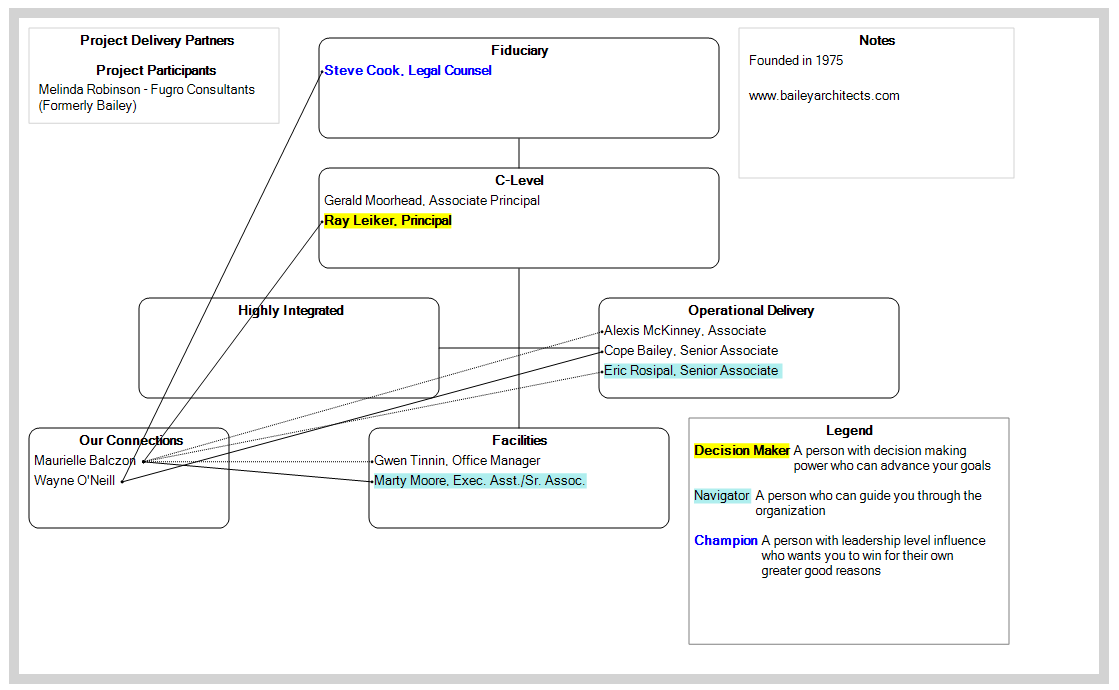 Project Delivery Partners
Project Participants
Melinda Robinson - Fugro Consultants
(Formerly Bailey)
Fiduciary
Steve Cook, Legal Counsel
Notes
Founded in 1975
www.baileyarchitects.com
C-Level
Gerald Moorhead, Associate Principal
Ray Leiker, Principal
Highly Integrated
Operational Delivery
Alexis McKinney, Associate
Cope Bailey, Senior Associate
Eric Rosipal, Senior Associate
Our Connections
Maurielle Balczon
Wayne O'Neill
Facilities
Gwen Tinnin, Office Manager
Marty Moore, Exec. Asst./Sr. Assoc.
Legend
Decision Maker A person with decision making
power who can advance your goals
Navigator A person who can guide you through the
organization
Champion A person with leadership level influence
who wants you to win for their own
greater good reasons